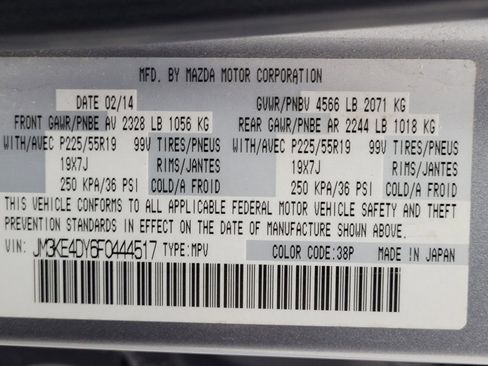 MFD. BY MAZDA MOTOR CORPORATION
DATE 02/14 GVWR/PNBV 4566 LB 2071 KG
FRONT GAWR/PNBE AV 2328 LB 1056 KG REAR GAWR/PNBE AR 2244 LB 1018 KG
WITH/AVEC P225/55R19 99V TIRES/PNEUS WITH/AVEC P225/55R19 99V TIRES/PNEUS
19X7J RIMS/JANTES 19X7J RIMS/JANTES
250 KPA/36 PSI COLD/A FROID 250 KPA/36 PSI COLD/A FROID
THIS VEHICLE CONFORMS TO ALL APPLICABLE FEDERAL MOTOR VEHICLE SAFETY AND THEFT
PREVENTION STANDARDS IN EFFECT ON THE DATE OF MANUFACTURE SHOWN ABOVE.
VIN: JM3KE4DY6F0444517 TYPE:MPV COLOR CODE:38P MADE IN JAPAN